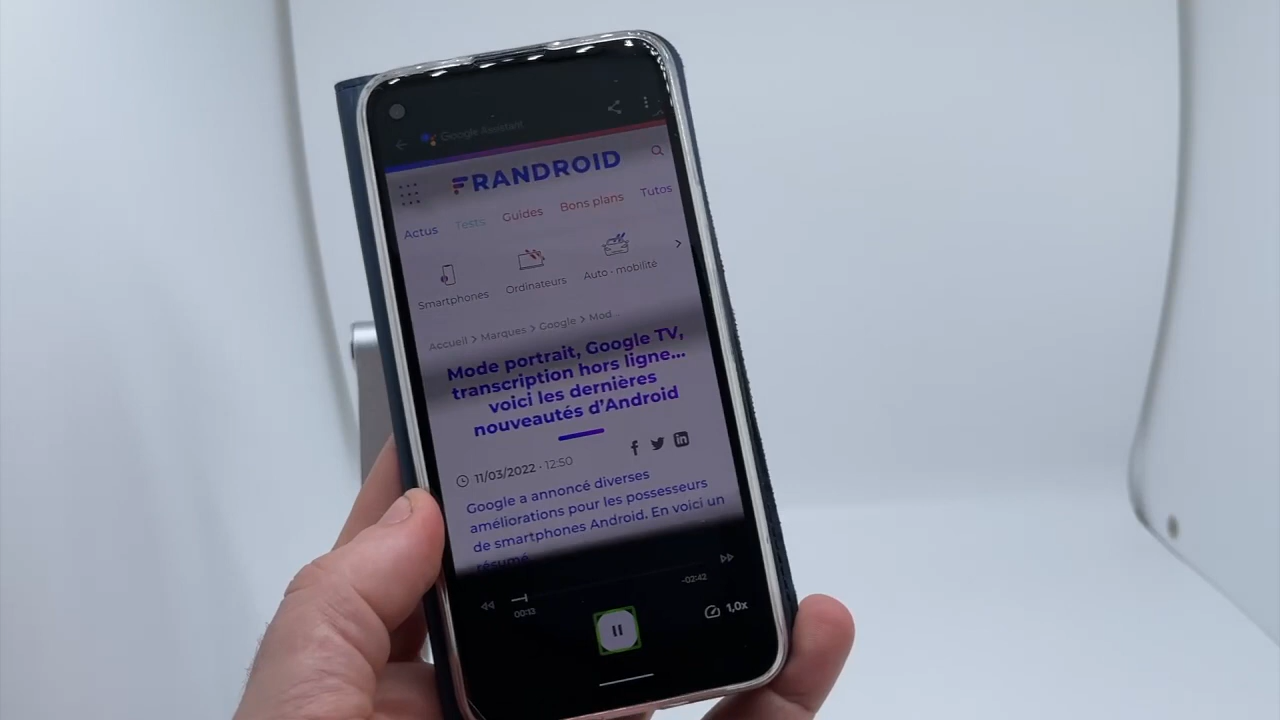 Google Assistant
FRANDROID
Actus Tests Guides Bons plans Tutos
Smartphones Ordinateurs Auto - mobilité
Accueil > Marques > Google > Mod...
Mode portrait, Google TV,
transcription hors ligne...
voici les dernières
nouveautés d'Android
11/03/2022 • 12:50
Google a annoncé diverses
améliorations pour les possesseurs
de smartphones Android. En voici un
résumé.
00:13 -02:42
1,0x